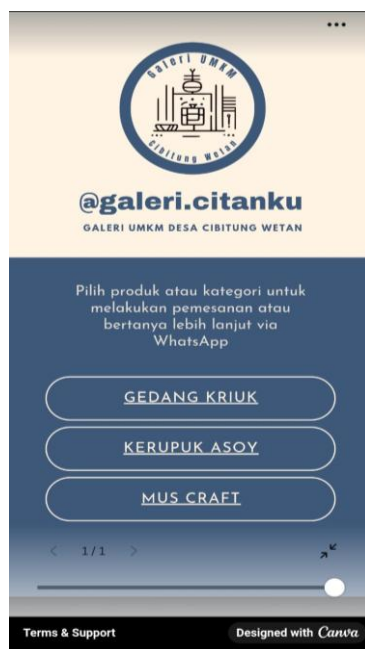 Galeri UMKM
Cibitung Wetan
@galeri.citanku
GALERI UMKM DESA CIBITUNG WETAN
Pilih produk atau kategori untuk
melakukan pemesanan atau
bertanya lebih lanjut via
WhatsApp
GEDANG KRIUK
KERUPUK ASOY
MUS CRAFT
1/1
Terms & Support
Designed with Canva